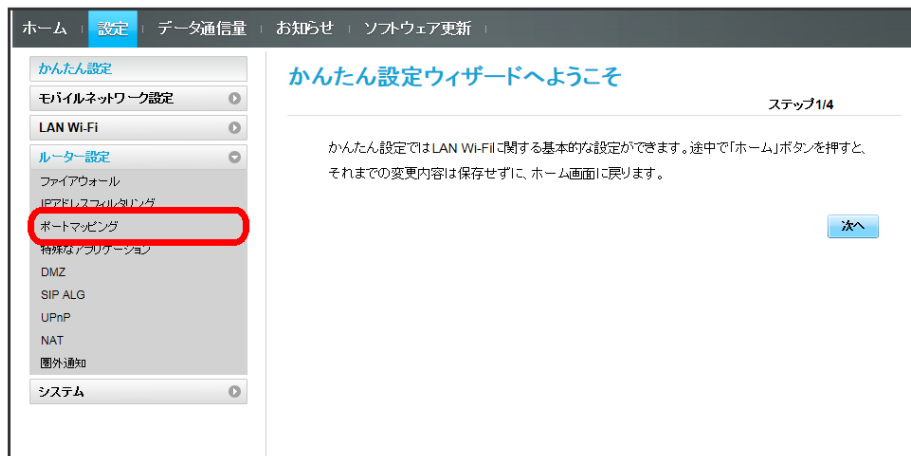 ホーム 設定 データ通信量 お知らせ ソフトウェア更新
かんたん設定
モバイルネットワーク設定
LAN Wi-Fi
ルーター設定
ファイアウォール
IPアドレスフィルタリング
ポートマッピング
特殊なアプリケーション
DMZ
SIP ALG
UPnP
NAT
圏外通知
システム
かんたん設定ウィザードへようこそ
ステップ1/4
かんたん設定ではLAN Wi-Fiに関する基本的な設定ができます。途中で「ホーム」ボタンを押すと、
それまでの変更内容は保存せずに、ホーム画面に戻ります。
次へ